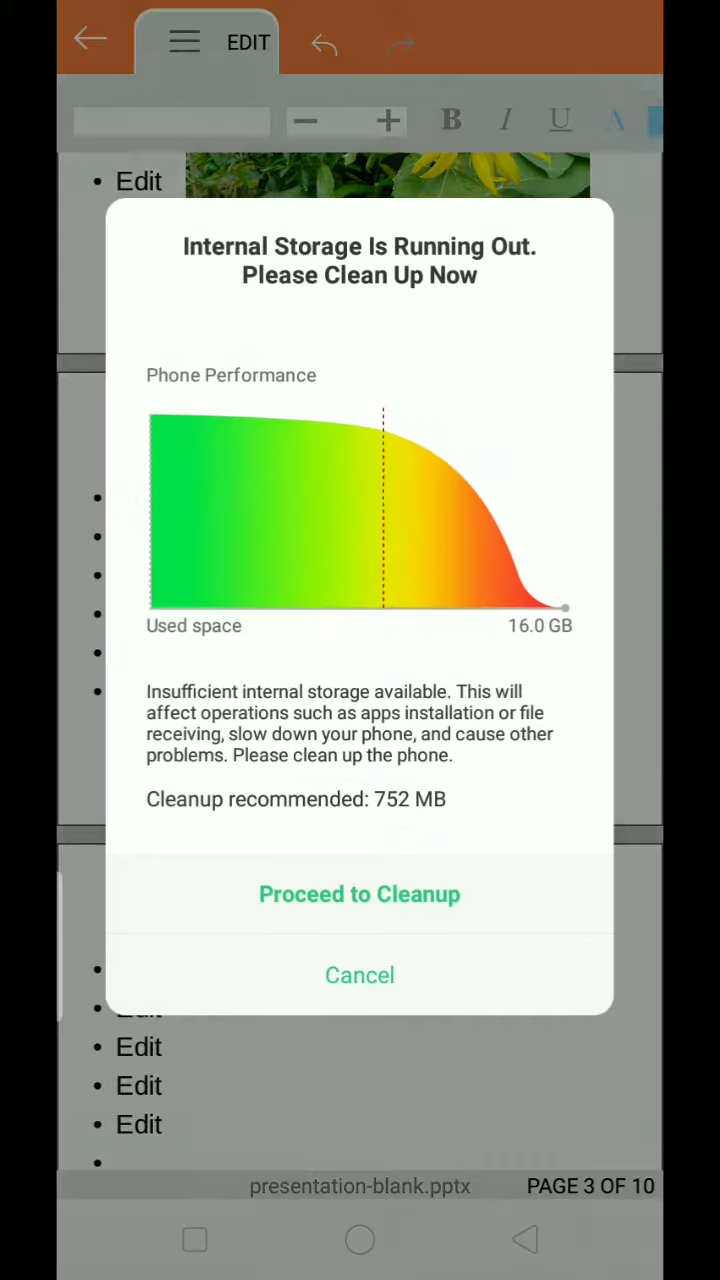 EDIT
B I U A
• Edit
Internal Storage Is Running Out.
Please Clean Up Now
Phone Performance
Used space
16.0 GB
Insufficient internal storage available. This will
affect operations such as apps installation or file
receiving, slow down your phone, and cause other
problems. Please clean up the phone.
Cleanup recommended: 752 MB
Proceed to Cleanup
Cancel
• Edit
• Edit
• Edit
• Edit
presentation-blank.pptx
PAGE 3 OF 10